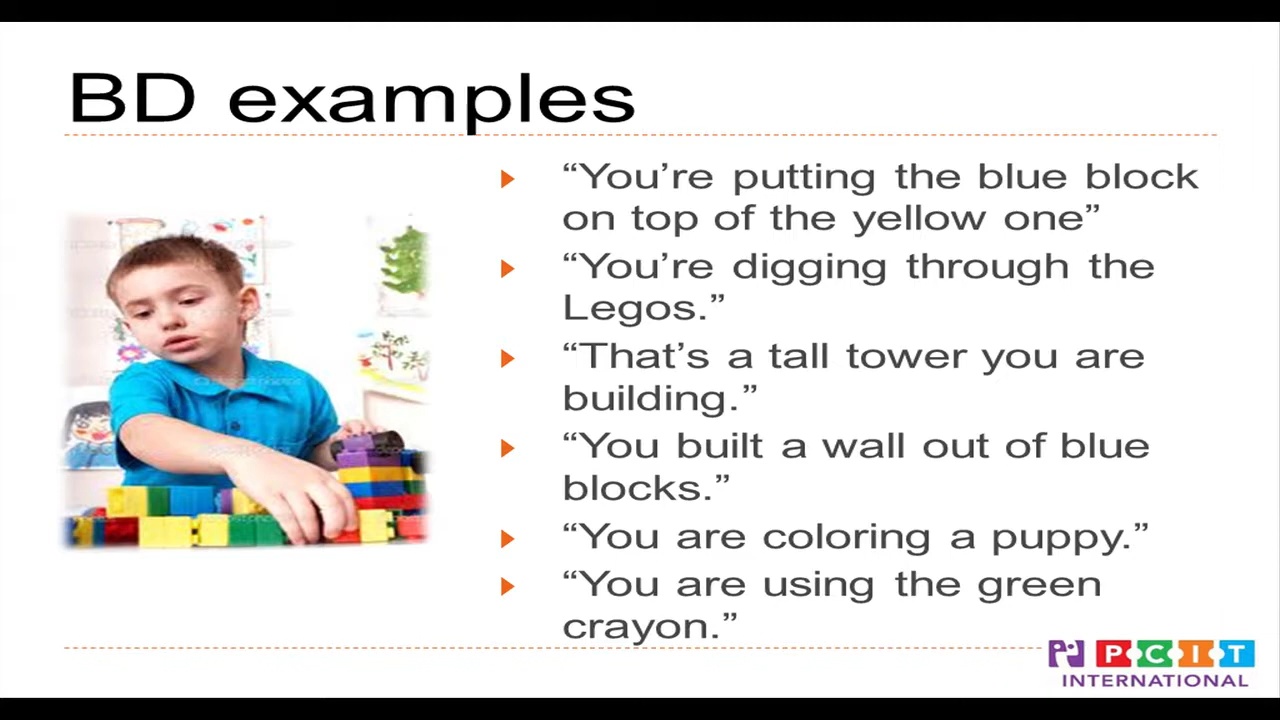 BD examples
“You’re putting the blue block
on top of the yellow one”
“You’re digging through the
Legos.”
“That’s a tall tower you are
building.”
“You built a wall out of blue
blocks.”
“You are coloring a puppy.”
“You are using the green
crayon.”
PCIT
INTERNATIONAL